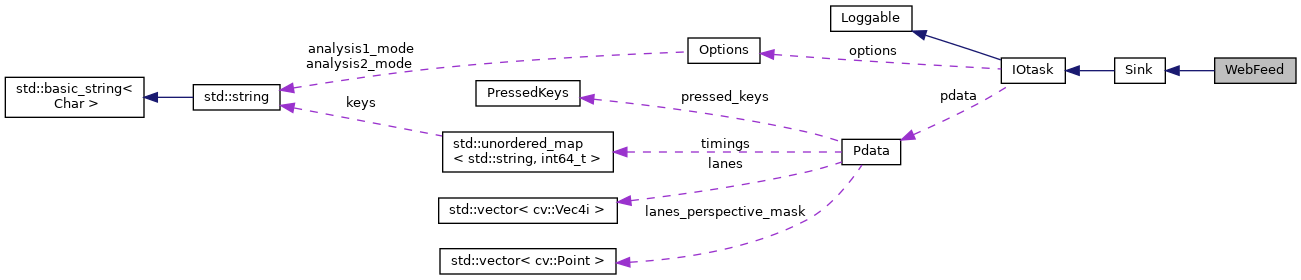 Loggable
analysis1_mode
analysis2_mode
Options
options
IOtask
Sink
WebFeed
std::basic_string<
Char >
std::string
keys
PressedKeys
pressed_keys
pdata
std::unordered_map
< std::string, int64_t >
timings
Pdata
lanes
std::vector< cv::Vec4i >
lanes_perspective_mask
std::vector< cv::Point >